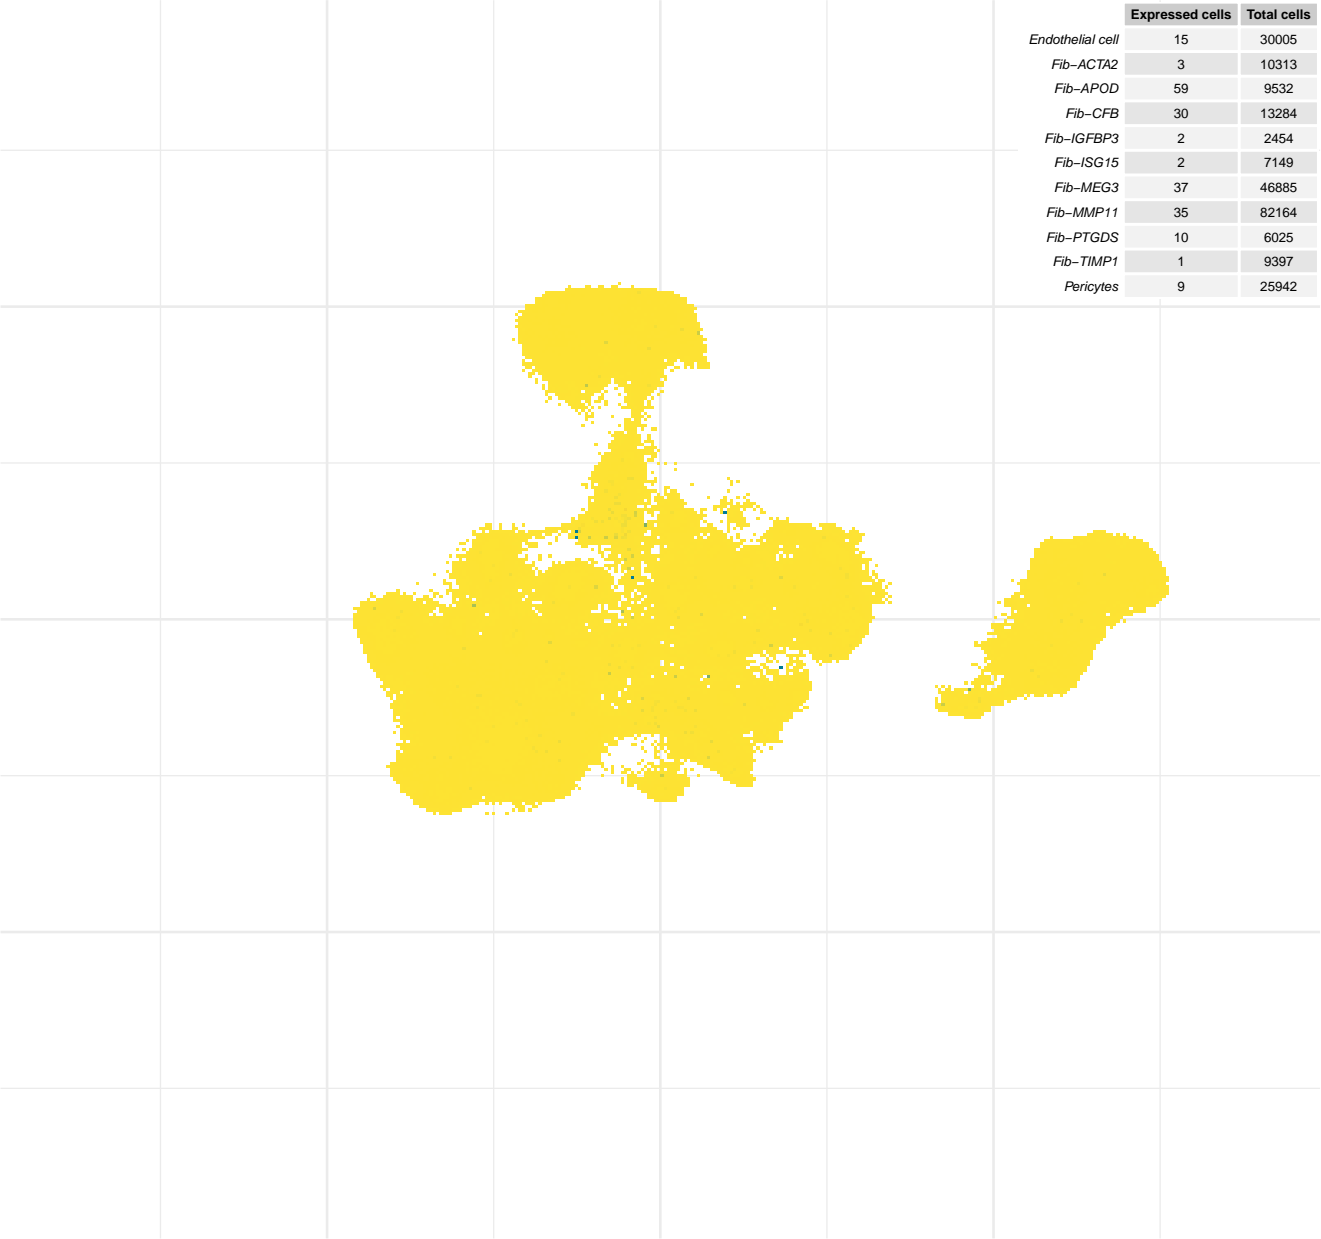 Expressed cells Total cells
Endothelial cell 15 30005
Fib−ACTA2 3 10313
Fib−APOD 59 9532
Fib−CFB 30 13284
Fib−IGFBP3 2 2454
Fib−ISG15 2 7149
Fib−MEG3 37 46885
Fib−MMP11 35 82164
Fib−PTGDS 10 6025
Fib−TIMP1 1 9397
Pericytes 9 25942